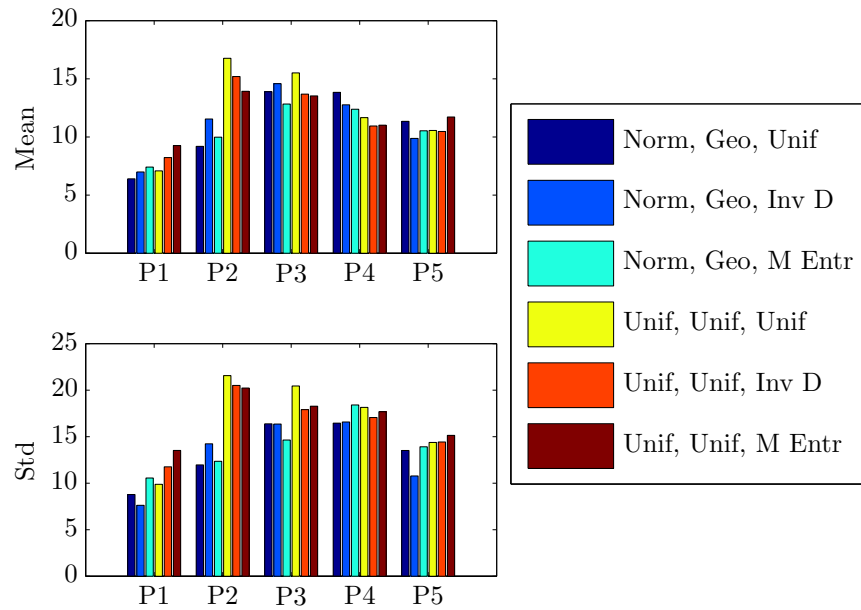 20
15
10
5
0
Mean
P1 P2 P3 P4 P5
25
20
15
10
5
0
Std
P1 P2 P3 P4 P5
Norm, Geo, Unif
Norm, Geo, Inv D
Norm, Geo, M Entr
Unif, Unif, Unif
Unif, Unif, Inv D
Unif, Unif, M Entr